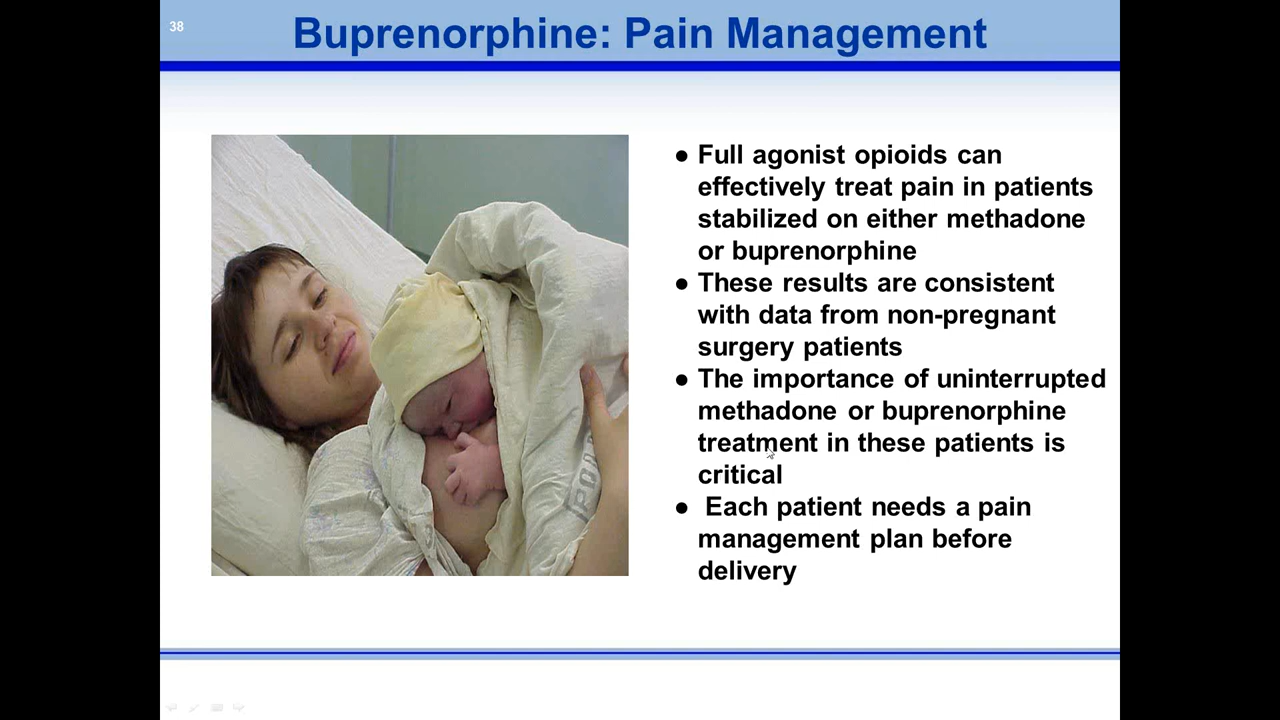 38
Buprenorphine: Pain Management
● Full agonist opioids can
effectively treat pain in patients
stabilized on either methadone
or buprenorphine
● These results are consistent
with data from non-pregnant
surgery patients
● The importance of uninterrupted
methadone or buprenorphine
treatment in these patients is
critical
● Each patient needs a pain
management plan before
delivery